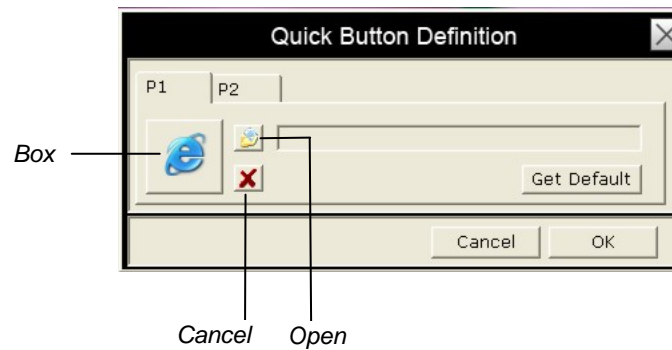 Quick Button Definition
P1 P2
Box
Get Default
Cancel OK
Cancel Open